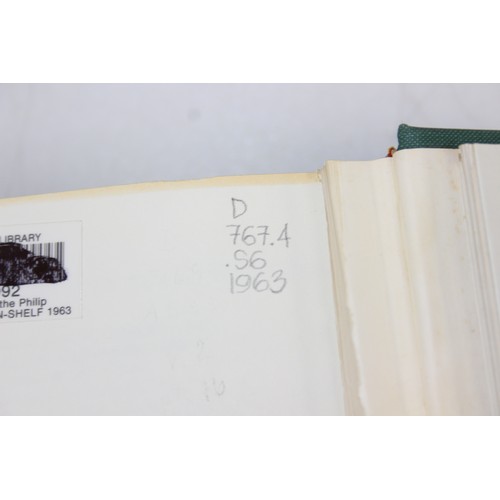 D
767.4
.S6
1963
LIBRARY
92
the Philip
N-SHELF 1963